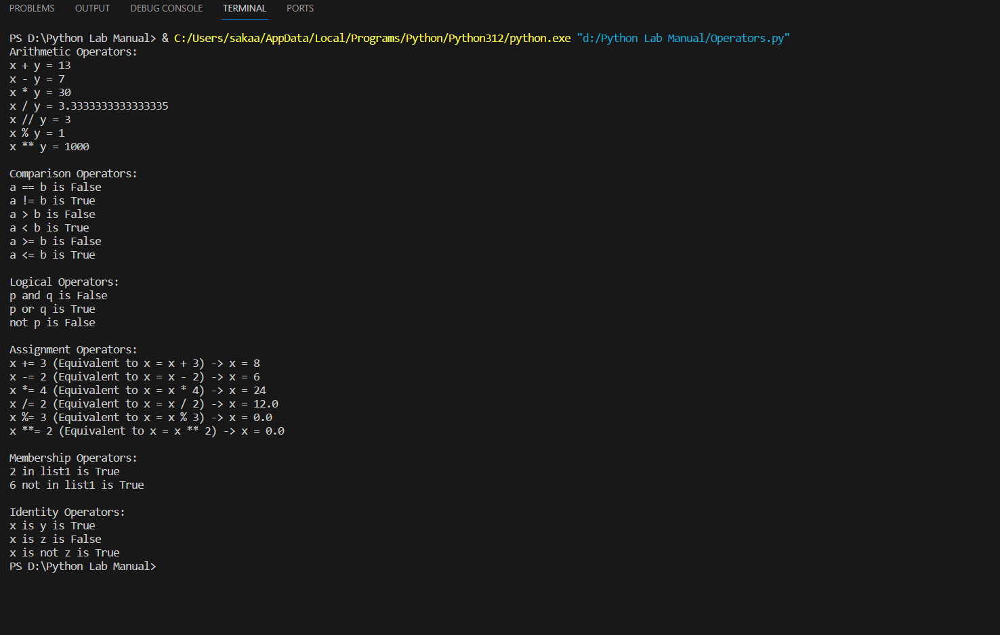 PROBLEMS OUTPUT DEBUG CONSOLE TERMINAL PORTS
PS D:\Python Lab Manual> & C:/Users/sakaa/AppData/Local/Programs/Python/Python312/python.exe "d:/Python Lab Manual/Operators.py"
Arithmetic Operators:
x + y = 13
x - y = 7
x * y = 30
x / y = 3.3333333333333335
x // y = 3
x % y = 1
x ** y = 1000
Comparison Operators:
a == b is False
a != b is True
a > b is False
a < b is True
a >= b is False
a <= b is True
Logical Operators:
p and q is False
p or q is True
not p is False
Assignment Operators:
x += 3 (Equivalent to x = x + 3) -> x = 8
x -= 2 (Equivalent to x = x - 2) -> x = 6
x *= 4 (Equivalent to x = x * 4) -> x = 24
x /= 2 (Equivalent to x = x / 2) -> x = 12.0
x %= 3 (Equivalent to x = x % 3) -> x = 0.0
x **= 2 (Equivalent to x = x ** 2) -> x = 0.0
Membership Operators:
2 in list1 is True
6 not in list1 is True
Identity Operators:
x is y is True
x is z is False
x is not z is True
PS D:\Python Lab Manual>